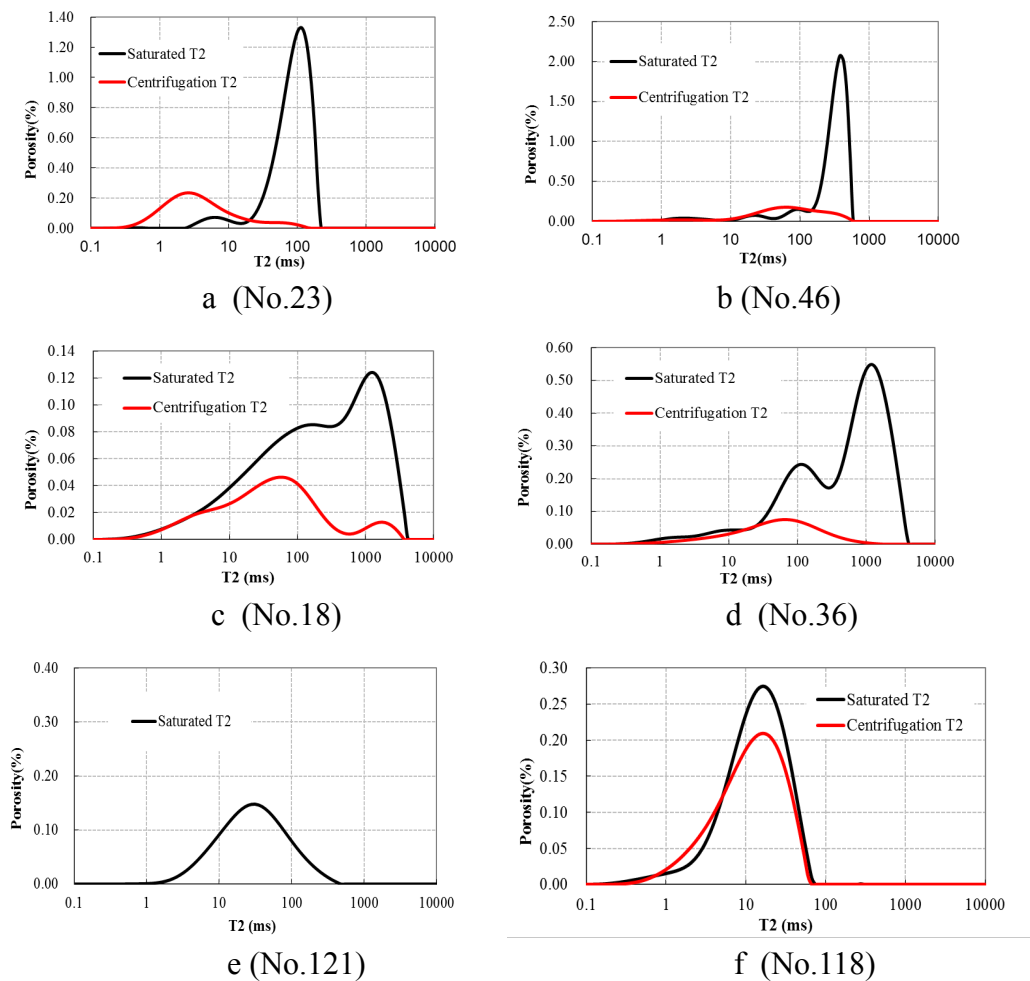 1.40
1.20
1.00
0.80
0.60
0.40
0.20
0.00
Porosity(%)
Saturated T2
Centrifugation T2
0.1 1 10 100 1000 10000
T2 (ms)
a (No.23)
2.50
2.00
1.50
1.00
0.50
0.00
Porosity(%)
Saturated T2
Centrifugation T2
0.1 1 10 100 1000 10000
T2(ms)
b (No.46)
0.14
0.12
0.10
0.08
0.06
0.04
0.02
0.00
Porosity(%)
Saturated T2
Centrifugation T2
0.1 1 10 100 1000 10000
T2 (ms)
c (No.18)
0.60
0.50
0.40
0.30
0.20
0.10
0.00
Porosity(%)
Saturated T2
Centrifugation T2
0.1 1 10 100 1000 10000
T2 (ms)
d (No.36)
0.40
0.30
0.20
0.10
0.00
Porosity(%)
Saturated T2
0.1 1 10 100 1000 10000
T2 (ms)
e (No.121)
0.30
0.25
0.20
0.15
0.10
0.05
0.00
Porosity(%)
Saturated T2
Centrifugation T2
0.1 1 10 100 1000 10000
T2 (ms)
f (No.118)